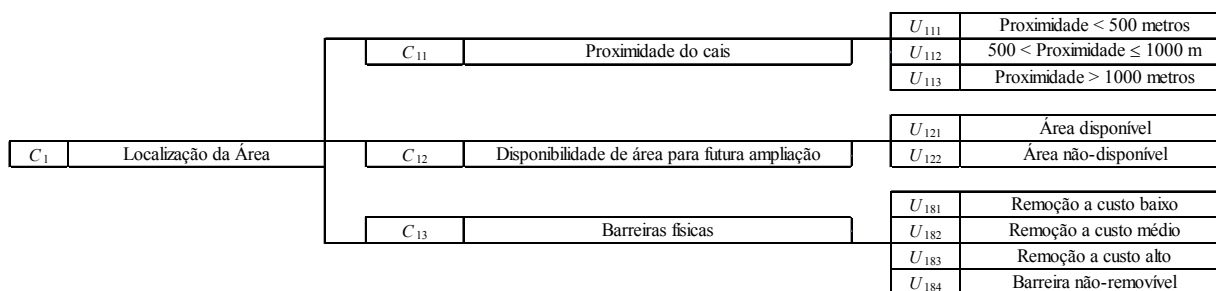 U111 Proximidade < 500 metros
C11 Proximidade do cais U112 500 < Proximidade ≤ 1000 m
U113 Proximidade > 1000 metros
U121 Área disponível
C1 Localização da Área C12 Disponibilidade de área para futura ampliação U122 Área não-disponível
U181 Remoção a custo baixo
C13 Barreiras físicas U182 Remoção a custo médio
U183 Remoção a custo alto
U184 Barreira não-removível